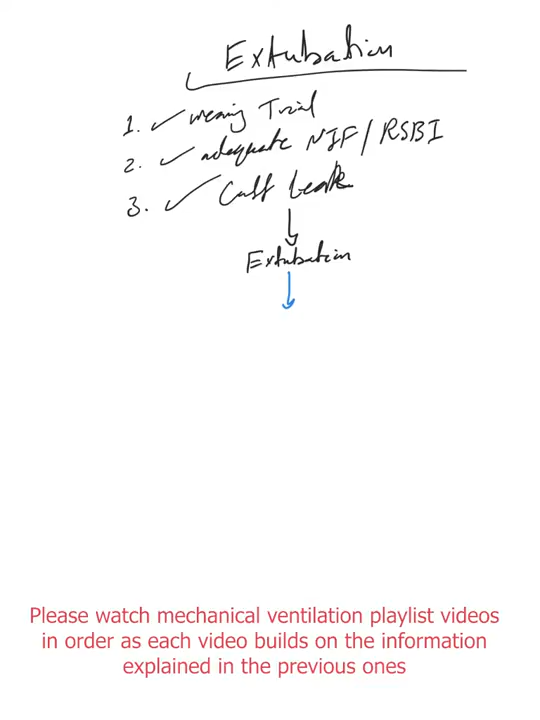 Extubation
1. ✓ weaning Trial
2. ✓ adequate NIF / RSBI
3. ✓ Cuff leak
Extubation
Please watch mechanical ventilation playlist videos
in order as each video builds on the information
explained in the previous ones